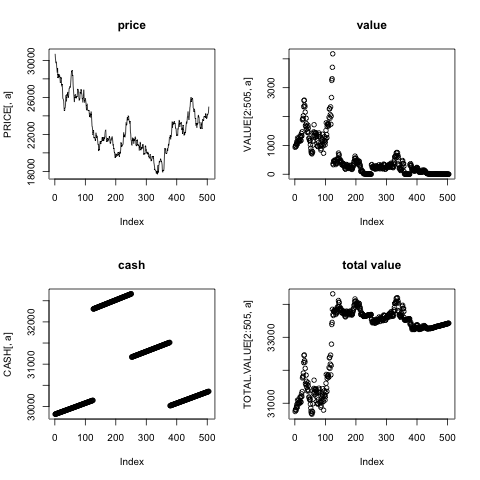 price
PRICE[, a]
18000 22000 26000 30000
0 100 200 300 400 500
Index
value
VALUE[2:505, a]
0 1000 3000
0 100 200 300 400 500
Index
cash
CASH[, a]
30000 31000 32000
0 100 200 300 400 500
Index
total value
TOTAL.VALUE[2:505, a]
31000 33000
0 100 200 300 400 500
Index